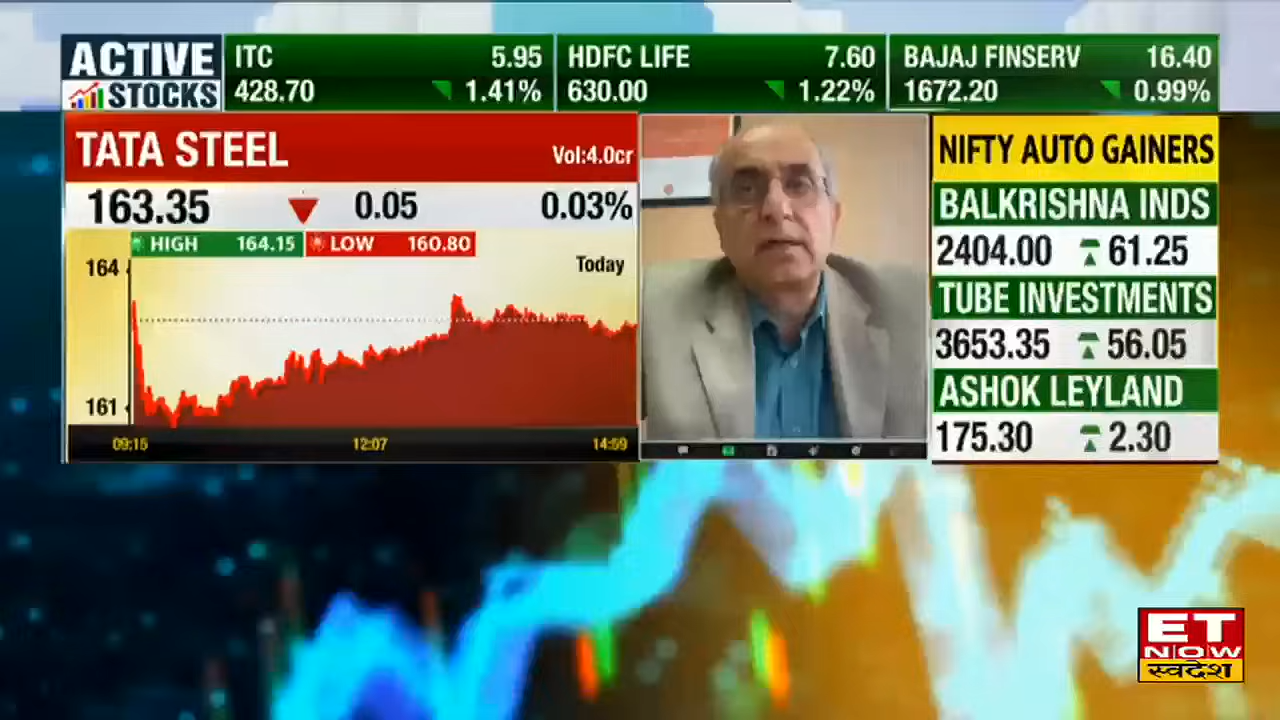 ACTIVE
STOCKS
ITC 5.95
428.70 1.41%
HDFC LIFE 7.60
630.00 1.22%
BAJAJ FINSERV 16.40
1672.20 0.99%
TATA STEEL Vol:4.0cr
163.35 0.05 0.03%
HIGH 164.15 LOW 160.80
Today
164
161
09:15 12:07 14:59
NIFTY AUTO GAINERS
BALKRISHNA INDS
2404.00 61.25
TUBE INVESTMENTS
3653.35 56.05
ASHOK LEYLAND
175.30 2.30
ET
NOW
स्वदेश